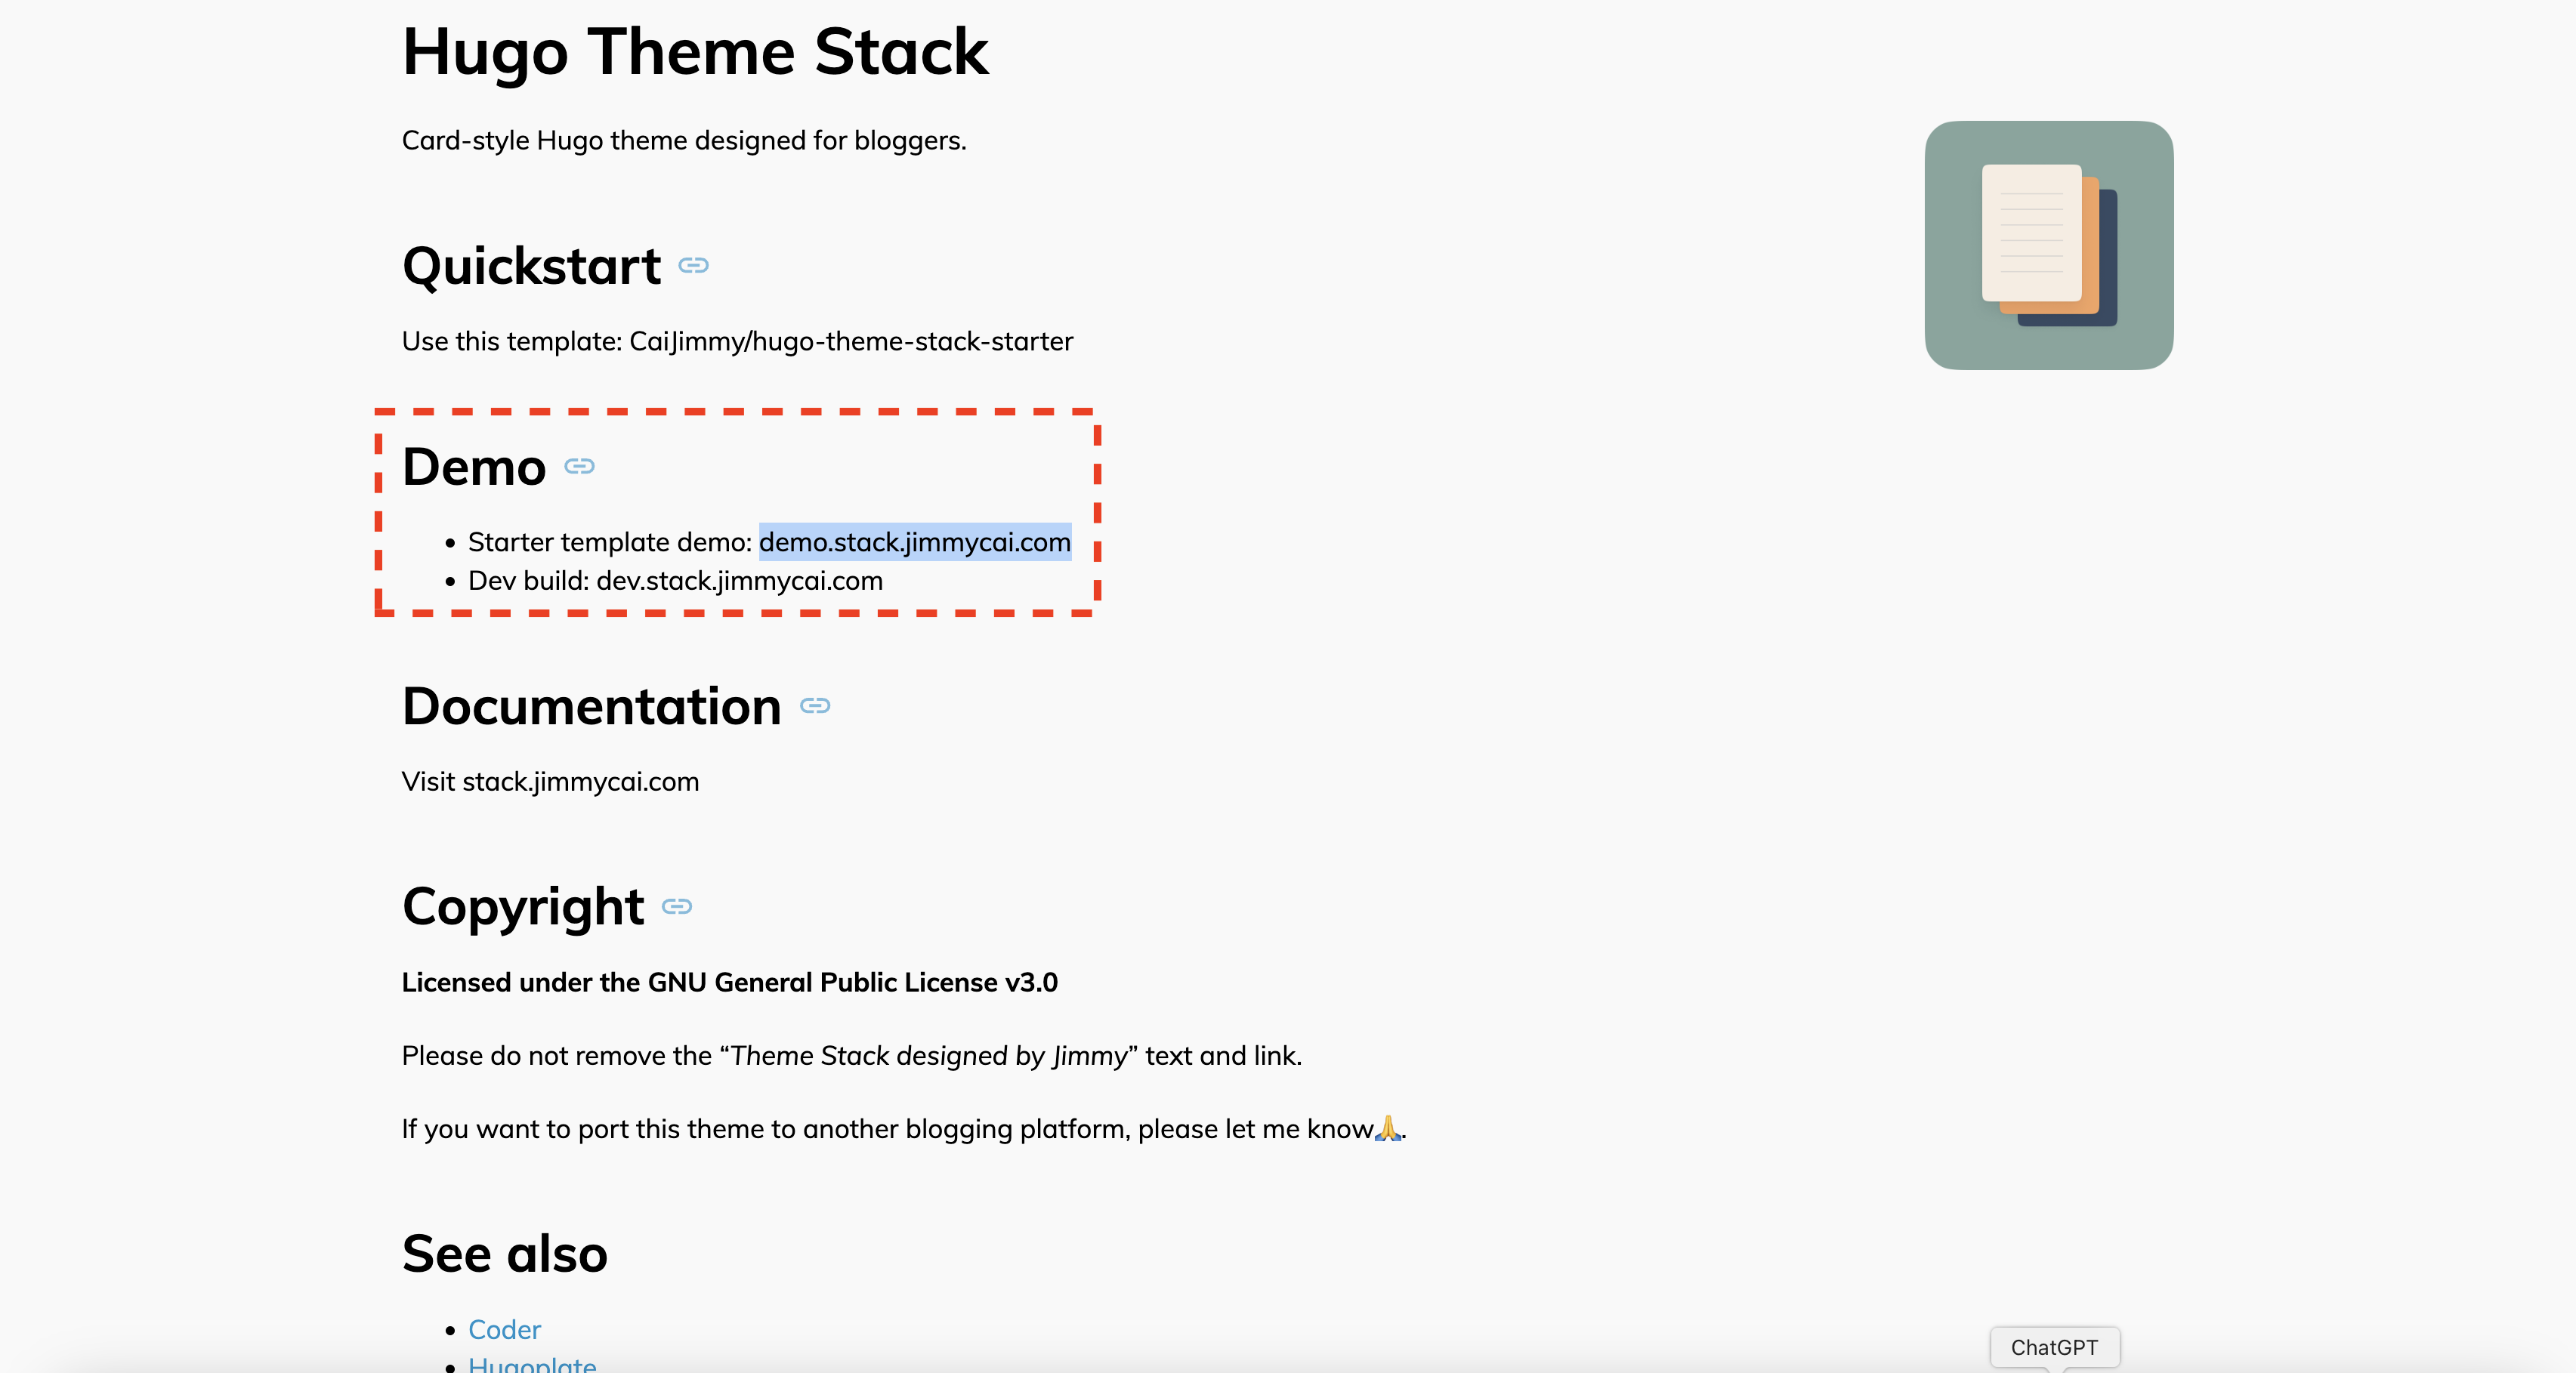 Hugo Theme Stack
Card-style Hugo theme designed for bloggers.
Quickstart
Use this template: CaiJimmy/hugo-theme-stack-starter
Demo
Starter template demo: demo.stack.jimmycai.com
Dev build: dev.stack.jimmycai.com
Documentation
Visit stack.jimmycai.com
Copyright
Licensed under the GNU General Public License v3.0
Please do not remove the “Theme Stack designed by Jimmy” text and link.
If you want to port this theme to another blogging platform, please let me know🙏.
See also
Coder
Hugoplate
ChatGPT